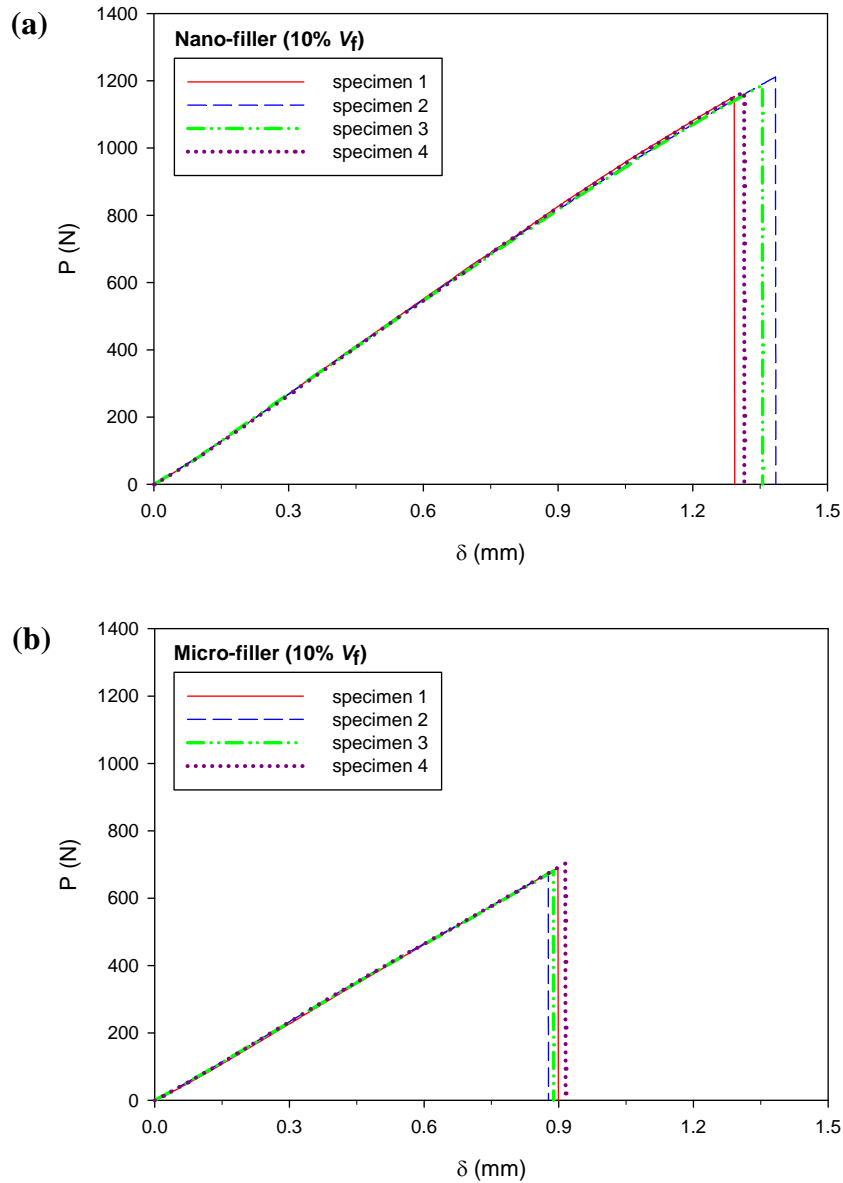 (a)
1400
1200
1000
800
600
400
200
0
P (N)
Nano-filler (10% Vf)
specimen 1
specimen 2
specimen 3
specimen 4
0.0 0.3 0.6 0.9 1.2 1.5
δ (mm)
(b)
1400
1200
1000
800
600
400
200
0
P (N)
Micro-filler (10% Vf)
specimen 1
specimen 2
specimen 3
specimen 4
0.0 0.3 0.6 0.9 1.2 1.5
δ (mm)